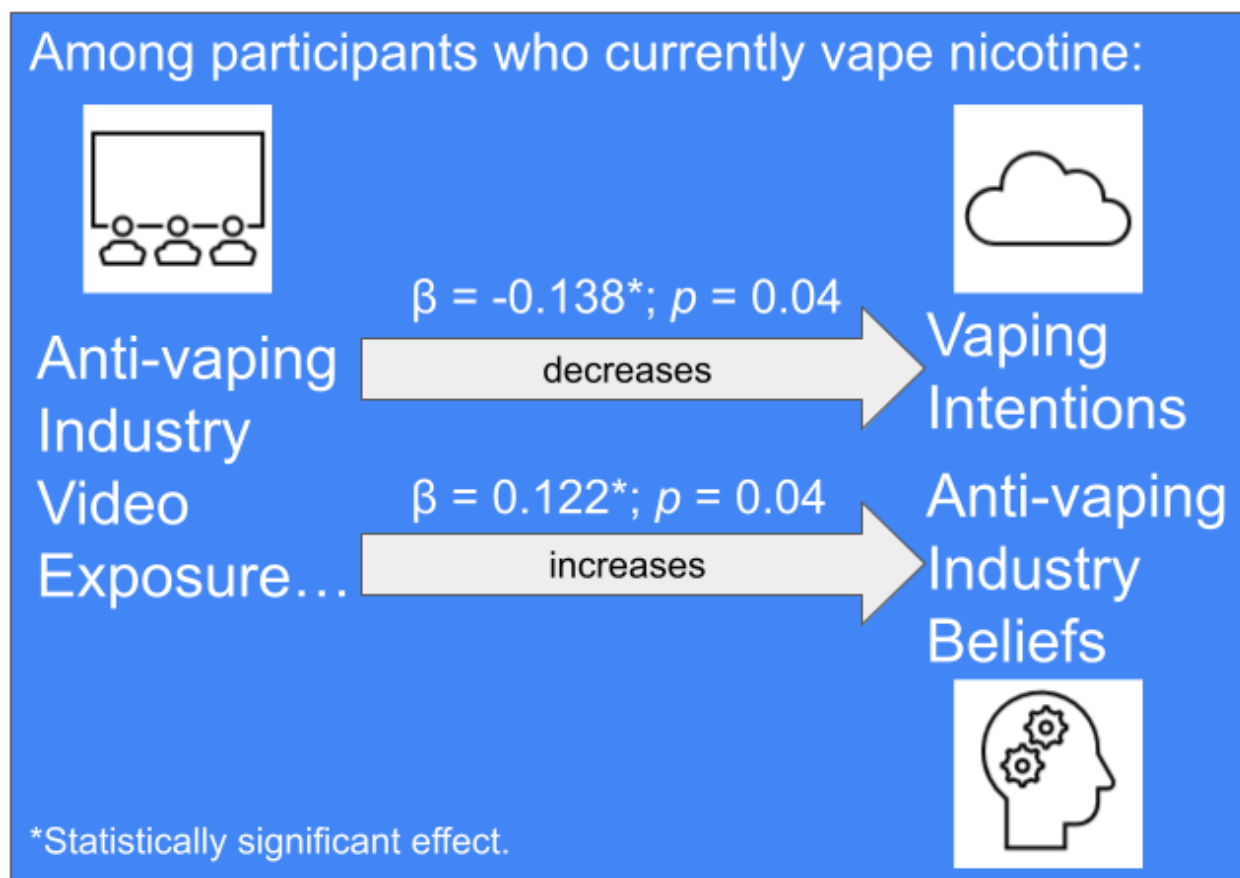 Among participants who currently vape nicotine:
Anti-vaping
Industry
Video
Exposure…
β = -0.138*; p = 0.04
decreases
β = 0.122*; p = 0.04
increases
Vaping
Intentions
Anti-vaping
Industry
Beliefs
*Statistically significant effect.